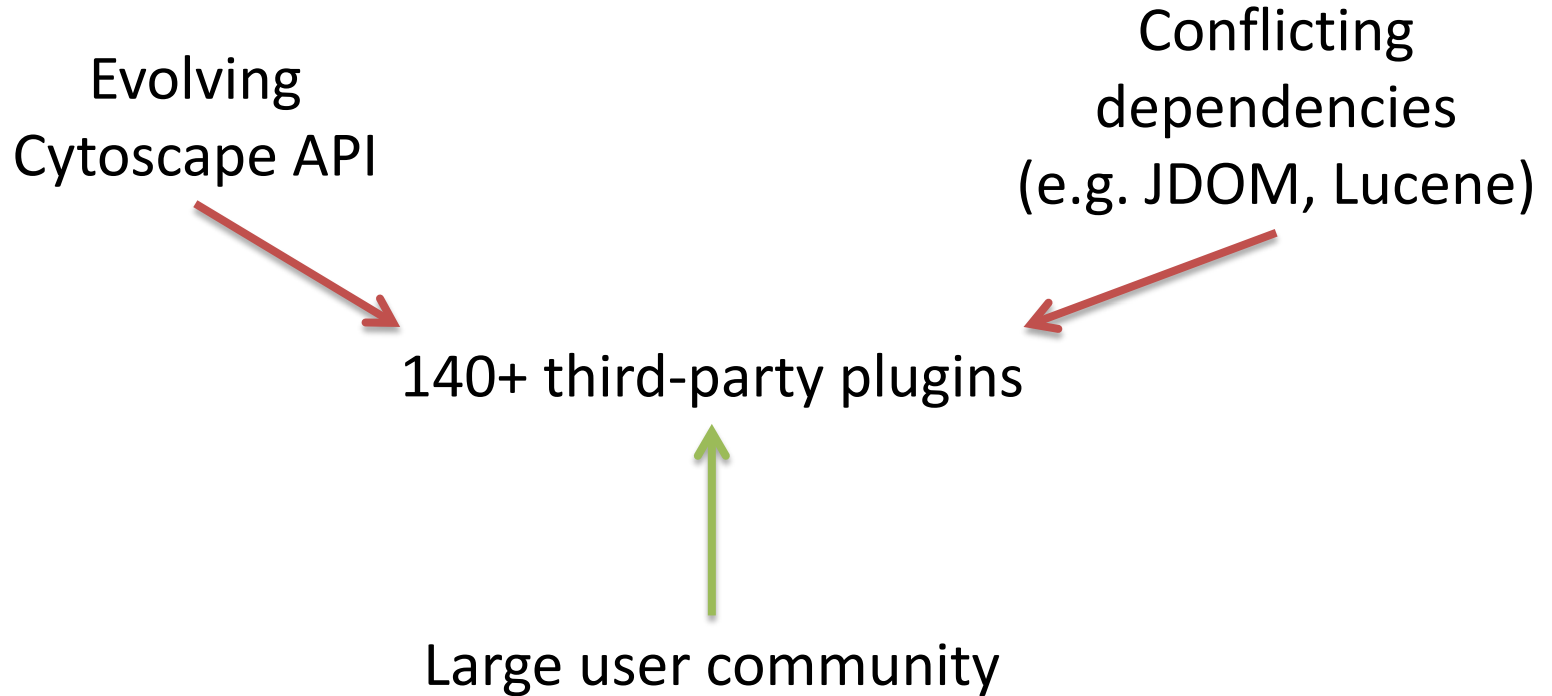 Evolving
Cytoscape API
Conflicting
dependencies
(e.g. JDOM, Lucene)
140+ third-party plugins
Large user community